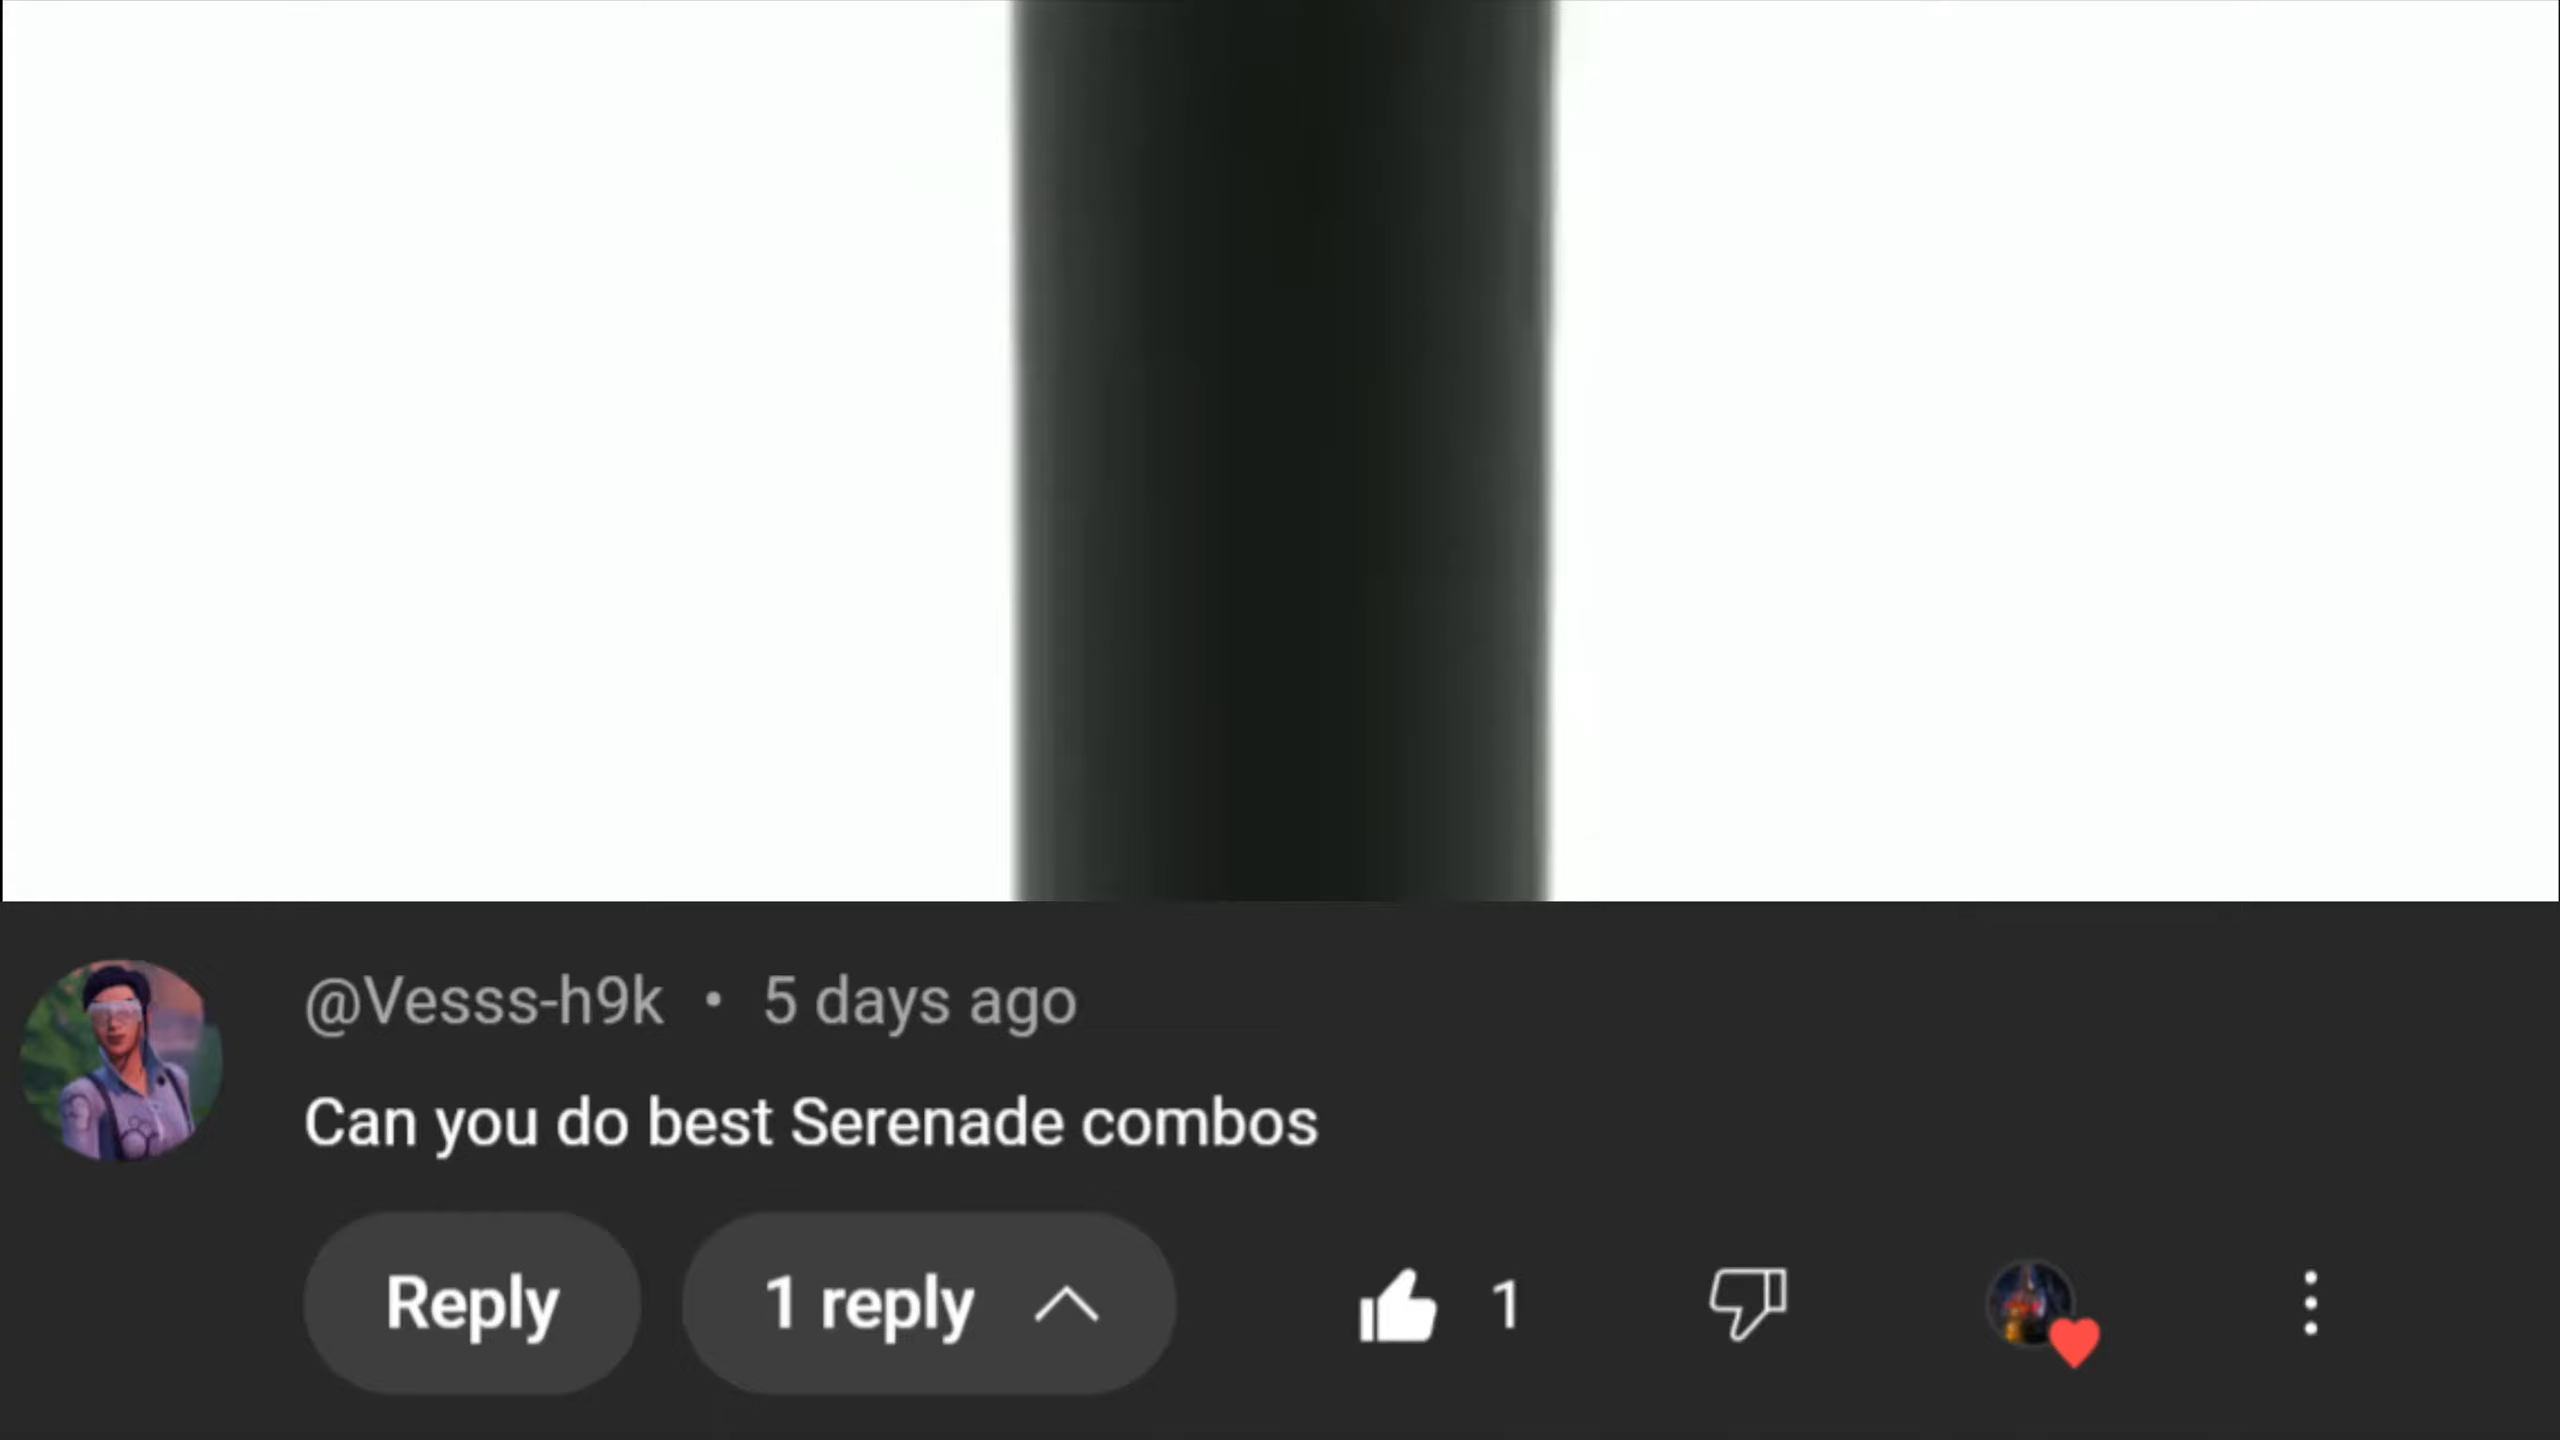 @Vesss-h9k • 5 days ago
Can you do best Serenade combos
Reply 1 reply 1